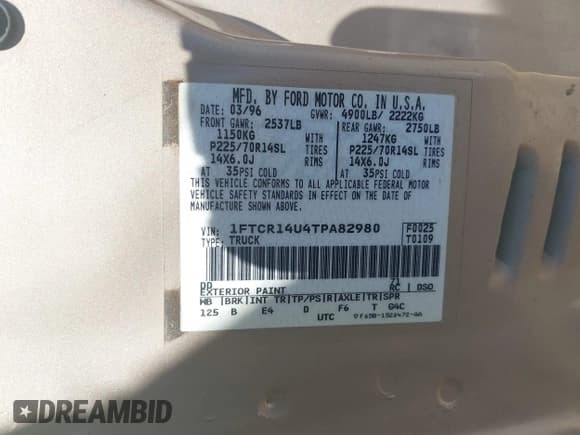 MFD. BY FORD MOTOR CO. IN U.S.A.
DATE: 03/96 GVWR: 4900LB/ 2222KG
FRONT GAWR: 2537LB REAR GAWR: 2750LB
1150KG WITH 1247KG WITH
P225/70R14SL TIRES P225/70R14SL TIRES
14X6.0J RIMS 14X6.0J RIMS
AT 35PSI COLD AT 35PSI COLD
THIS VEHICLE CONFORMS TO ALL APPLICABLE FEDERAL MOTOR
VEHICLE SAFETY STANDARDS IN EFFECT ON THE DATE OF
MANUFACTURE SHOWN ABOVE.
VIN: 1FTCR14U4TPA82980 F0025
TYPE: TRUCK T0109
DD 71
EXTERIOR PAINT RC | DSO
WB |BRK|INT TR|TP/PS|R|AXLE|TR|SPR
125 B E4 D F6 T G4C
UTC
DREAMBID